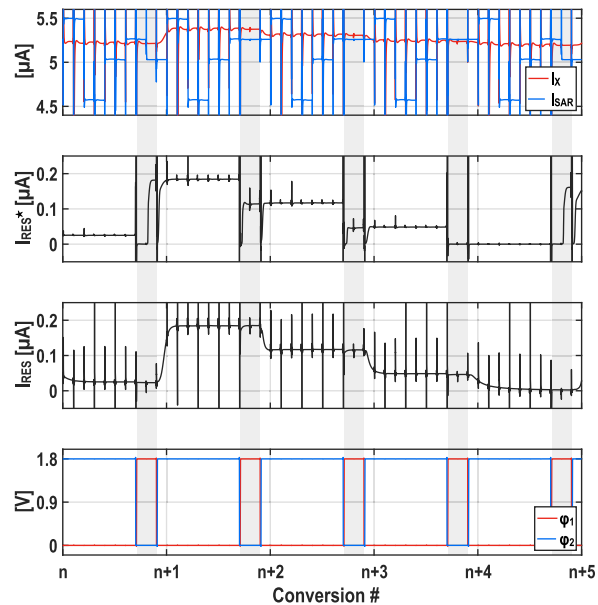 5.5
5
4.5
[µA]
I_X
I_SAR
0.2
0.1
0
I_RES* [µA]
0.2
0.1
0
I_RES [µA]
1.8
0.9
0
[V]
φ₁
φ₂
n n+1 n+2 n+3 n+4 n+5
Conversion #